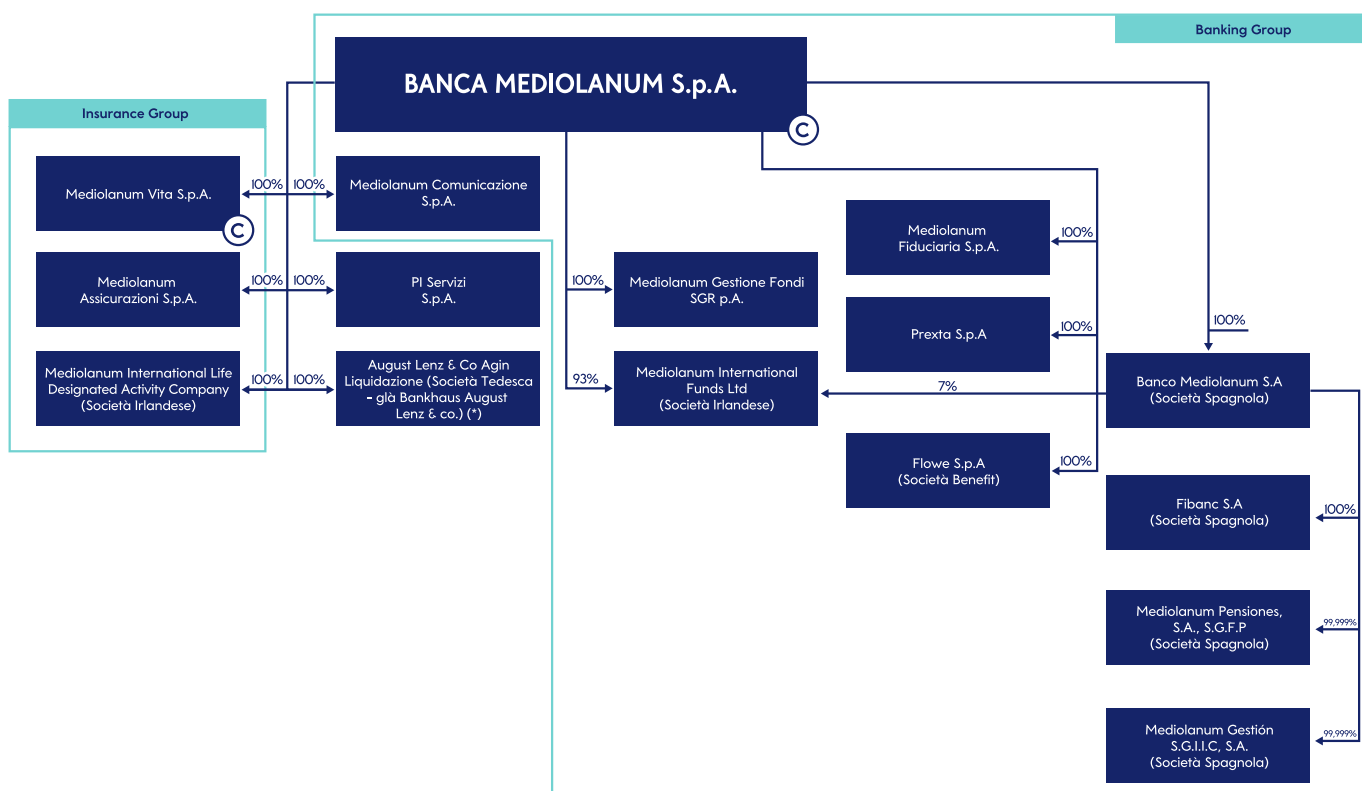 Banking Group
BANCA MEDIOLANUM S.p.A.
C
Insurance Group
Mediolanum Vita S.p.A.
C
100%
100%
Mediolanum Comunicazione
S.p.A.
Mediolanum
Assicurazioni S.p.A.
100%
100%
PI Servizi
S.p.A.
Mediolanum International Life
Designated Activity Company
(Società Irlandese)
100%
100%
August Lenz & Co Agin
Liquidazione (Società Tedesca
- glà Bankhaus August
Lenz & co.) (*)
100%
Mediolanum Gestione Fondi
SGR p.A.
93%
Mediolanum International
Funds Ltd
(Società Irlandese)
Mediolanum
Fiduciaria S.p.A.
100%
Prexta S.p.A
100%
7%
Flowe S.p.A
(Società Benefit)
100%
100%
Banco Mediolanum S.A
(Società Spagnola)
Fibanc S.A
(Società Spagnola)
100%
Mediolanum Pensiones,
S.A., S.G.F.P
(Società Spagnola)
99,999%
Mediolanum Gestión
S.G.I.I.C, S.A.
(Società Spagnola)
99,999%